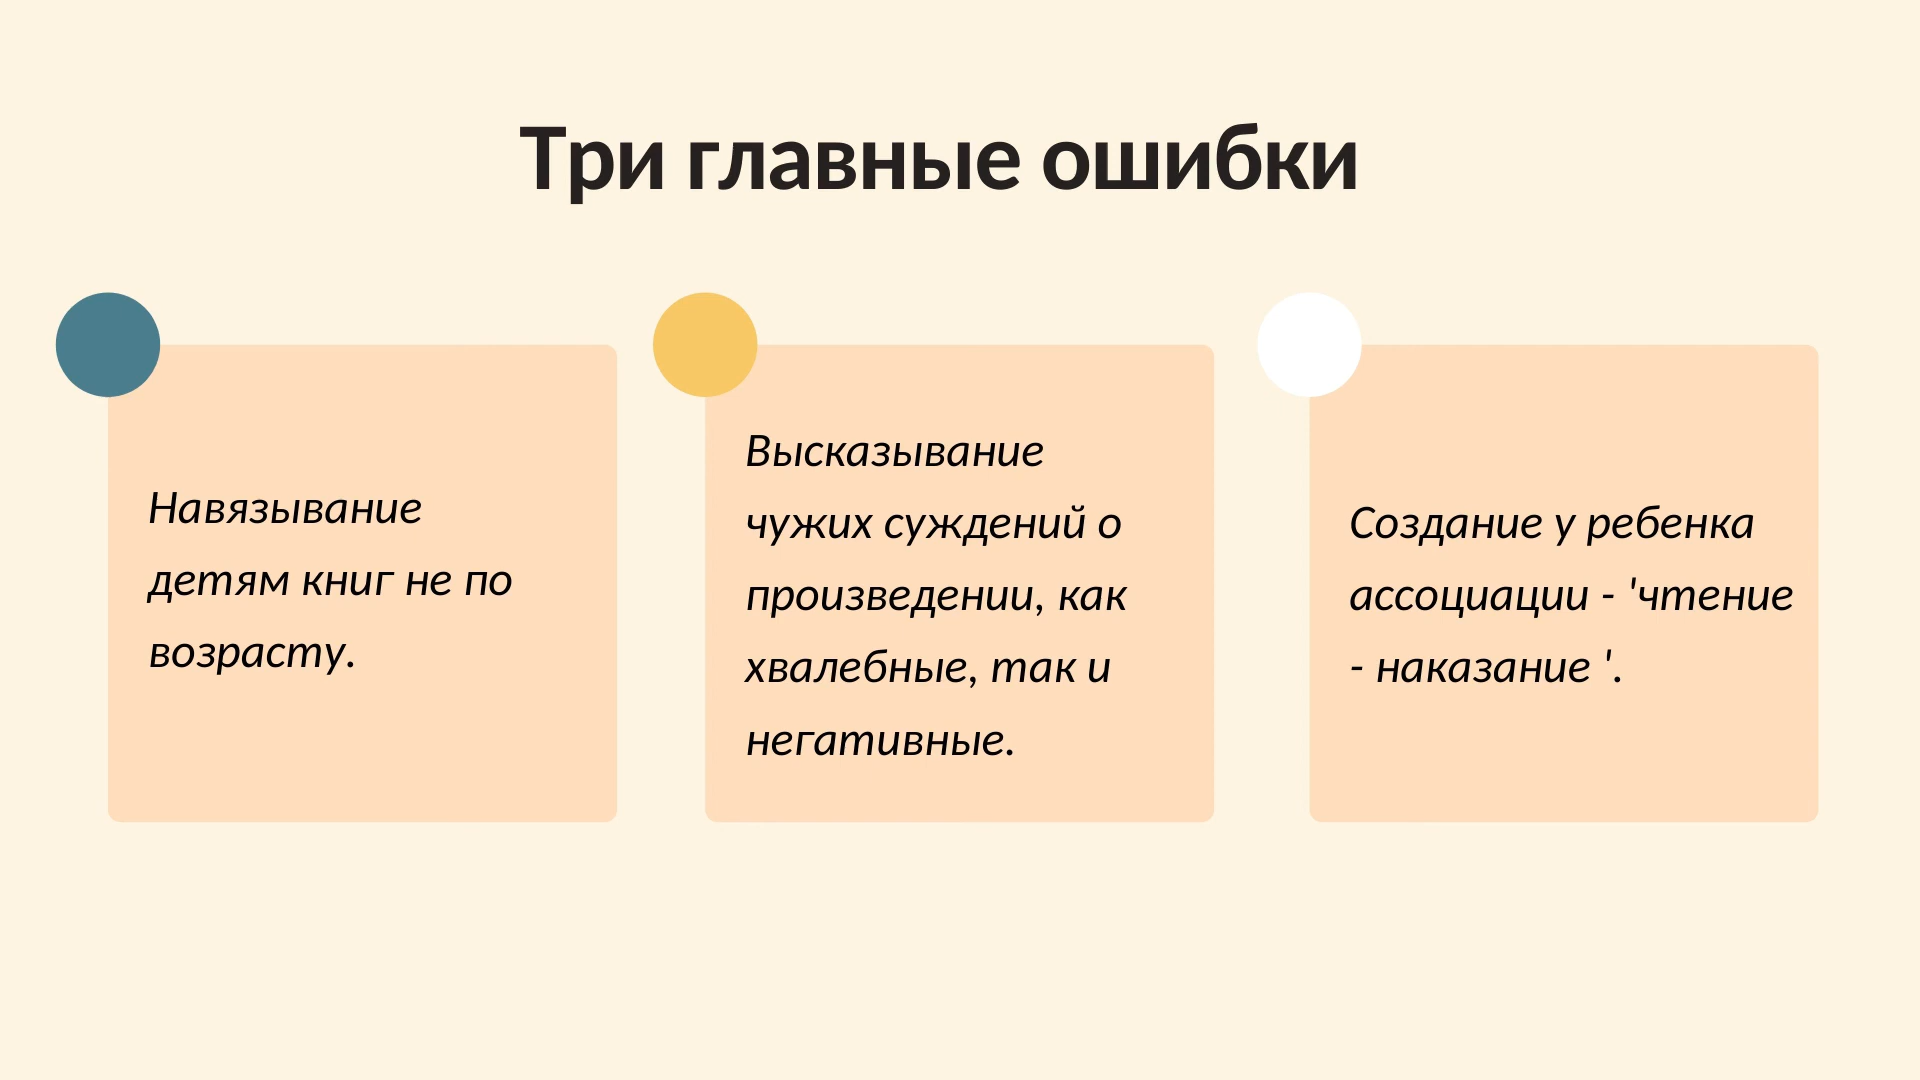 Три главные ошибки
Навязывание
детям книг не по
возрасту.
Высказывание
чужих суждений о
произведении, как
хвалебные, так и
негативные.
Создание у ребенка
ассоциации - 'чтение
- наказание '.